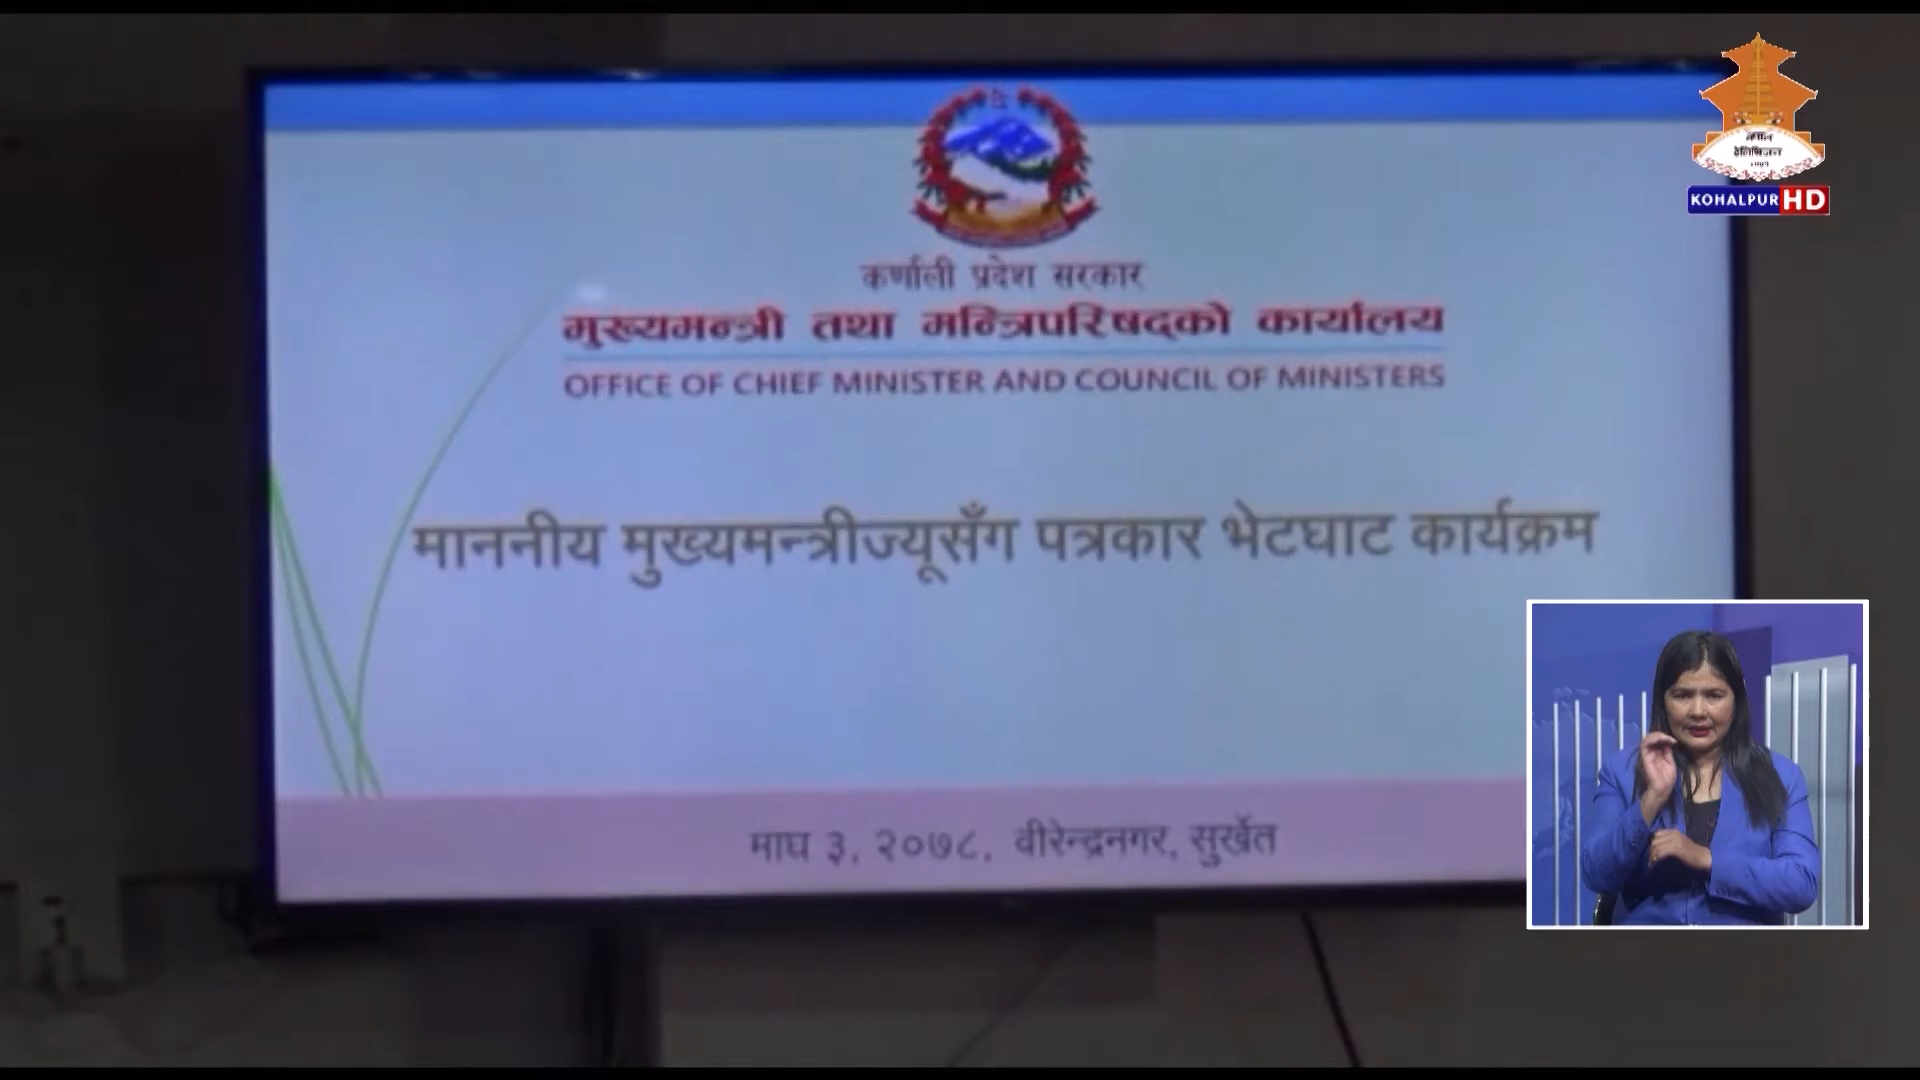 कर्णाली प्रदेश सरकार
मुख्यमन्त्री तथा मन्त्रिपरिषदको कार्यालय
OFFICE OF CHIEF MINISTER AND COUNCIL OF MINISTERS
माननीय मुख्यमन्त्रीज्यूसँग पत्रकार भेटघाट कार्यक्रम
माघ ३, २०७८, वीरेन्द्रनगर, सुर्खेत
नेपाल
टेलिभिजन
KOHALPUR HD